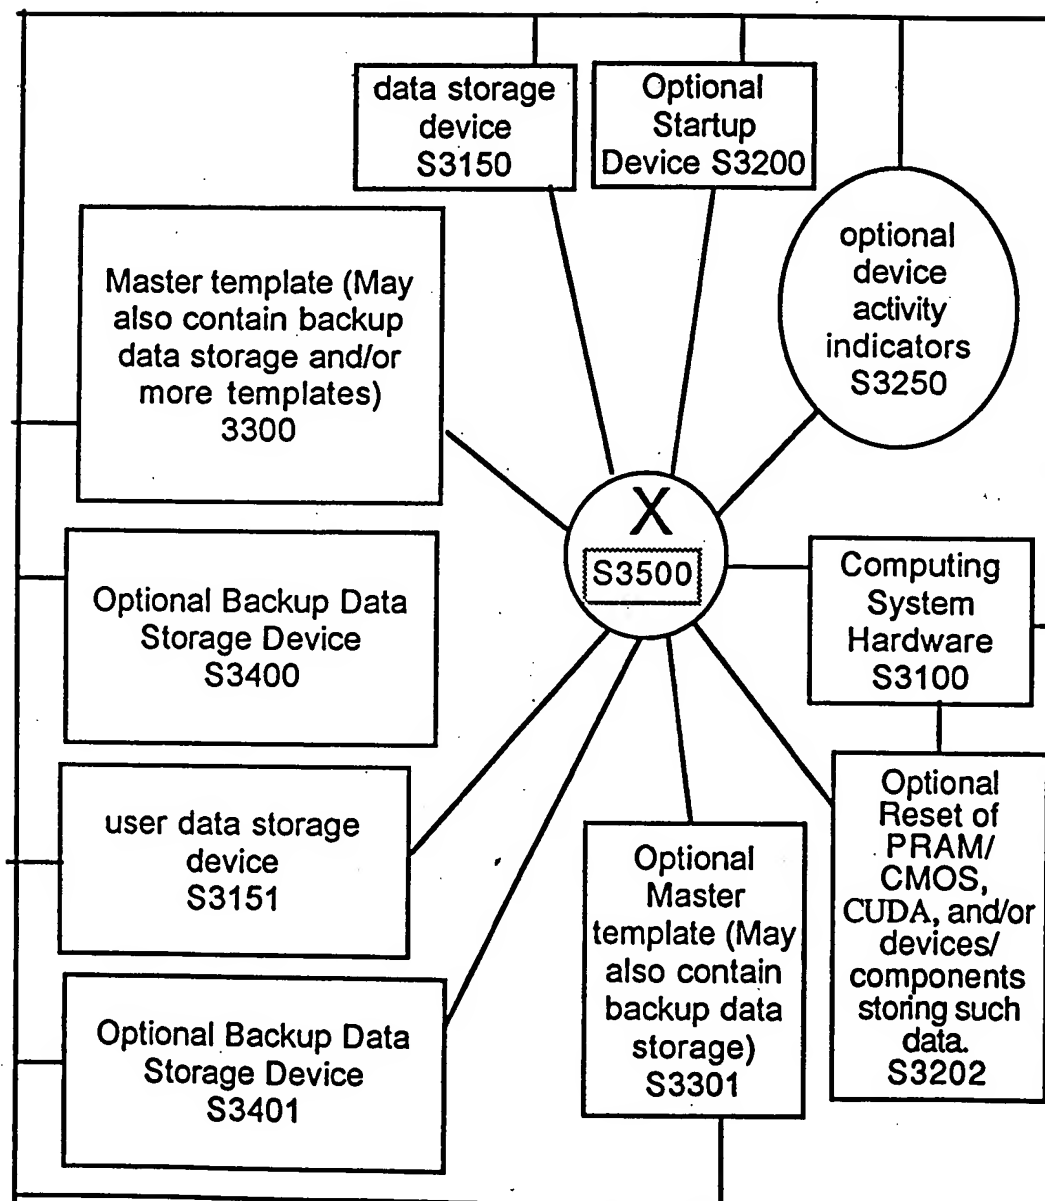 data storage
device
S3150
Optional
Startup
Device S3200
optional
device
activity
indicators
S3250
Master template (May
also contain backup
data storage and/or
more templates)
3300
X
S3500
Computing
System
Hardware
S3100
Optional Backup Data
Storage Device
S3400
user data storage
device
S3151
Optional
Master
template (May
also contain
backup data
storage)
S3301
Optional
Reset of
PRAM/
CMOS,
CUDA, and/or
devices/
components
storing such
data.
S3202
Optional Backup Data
Storage Device
S3401